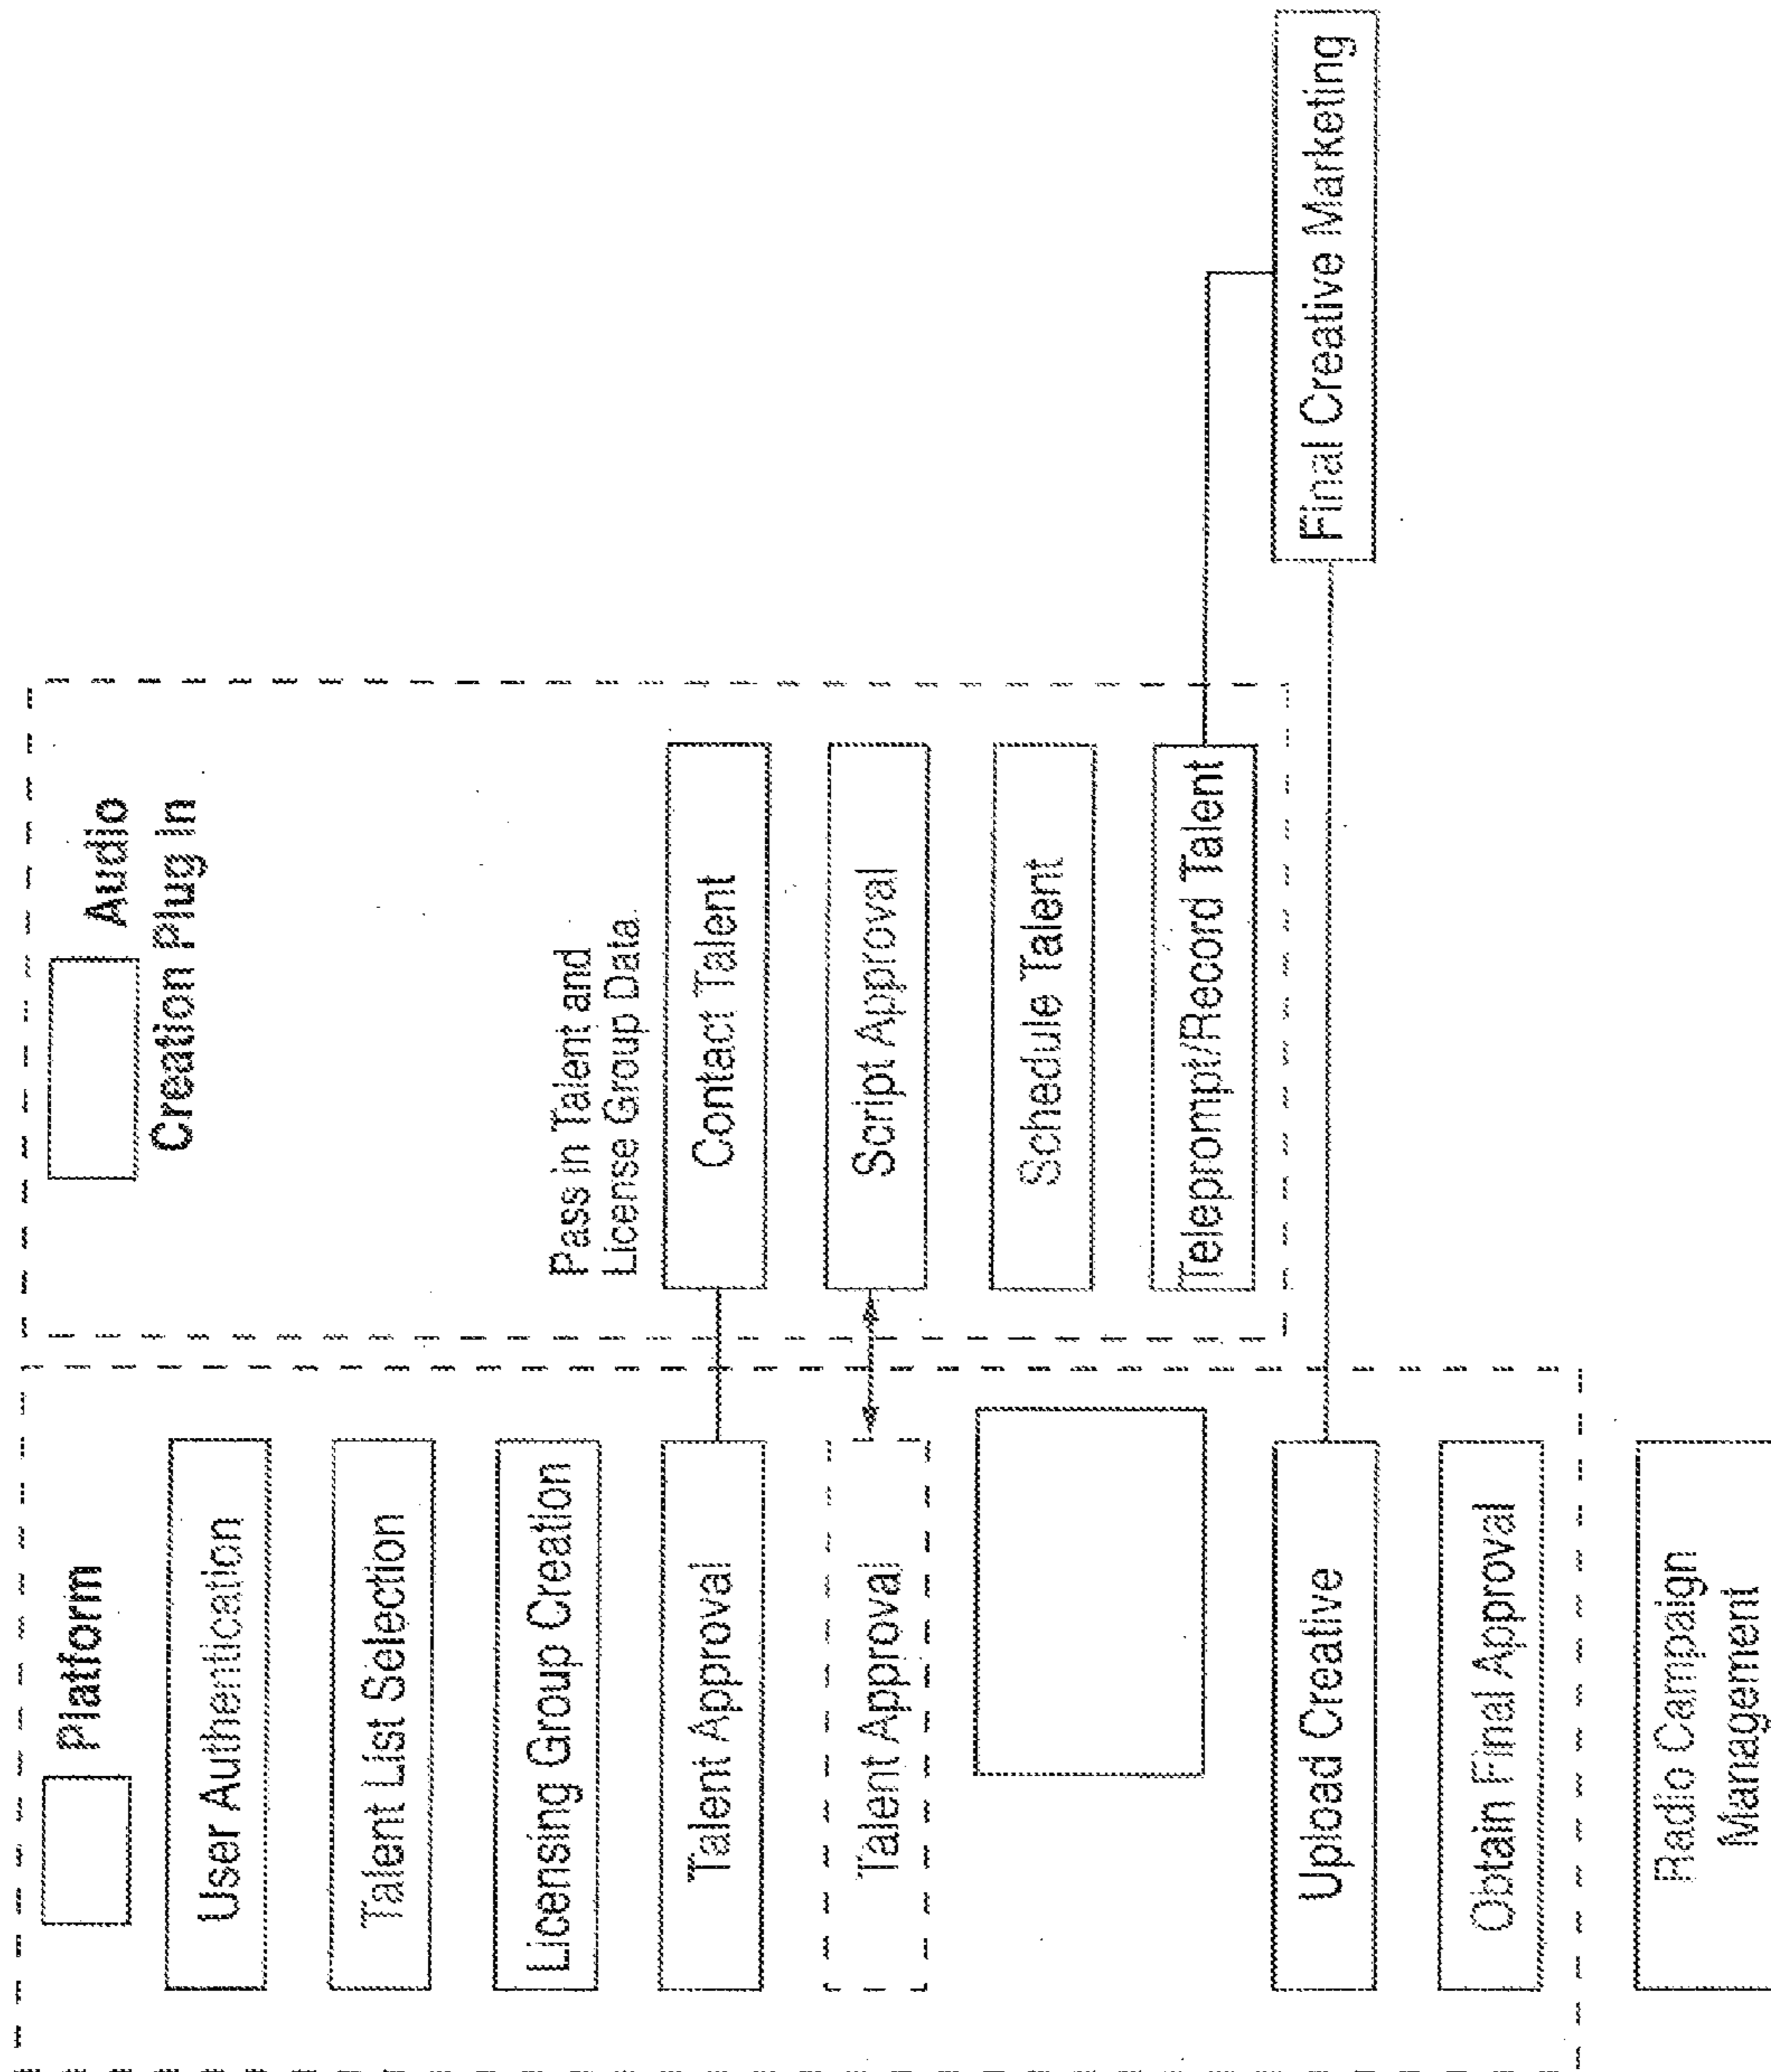 Platform
User Authentication
Talent List Selection
Licensing Group Creation
Talent Approval
Talent Approval
Upload Creative
Obtain Final Approval
Radio Campaign
Management
Audio
Creation Plug In
Pass in Talent and
License Group Data
Contact Talent
Script Approval
Schedule Talent
Teleprompt/Record Talent
Final Creative Marketing